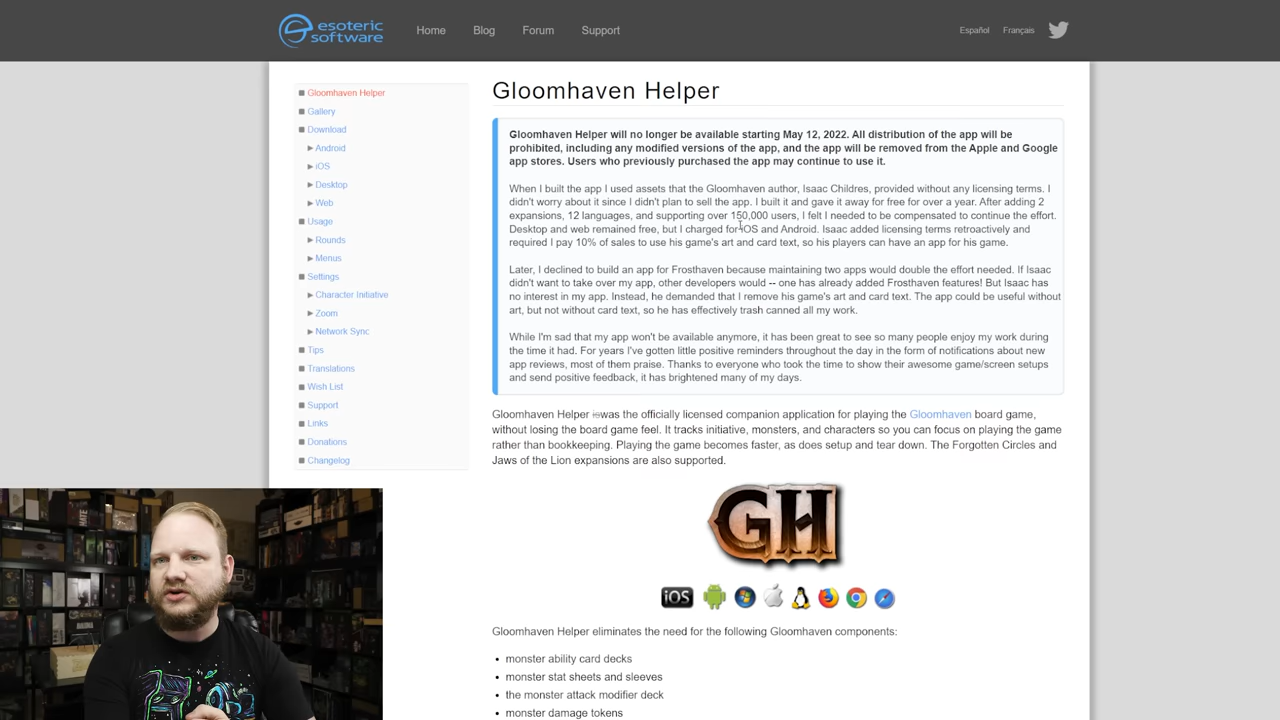 esoteric software
Home Blog Forum Support
Español Français
Gloomhaven Helper
Gallery
Download
Android
iOS
Desktop
Web
Usage
Rounds
Menus
Settings
Character Initiative
Zoom
Network Sync
Tips
Translations
Wish List
Support
Links
Donations
Changelog
Gloomhaven Helper
Gloomhaven Helper will no longer be available starting May 12, 2022. All distribution of the app will be
prohibited, including any modified versions of the app, and the app will be removed from the Apple and Google
app stores. Users who previously purchased the app may continue to use it.
When I built the app I used assets that the Gloomhaven author, Isaac Childres, provided without any licensing terms. I
didn't worry about it since I didn't plan to sell the app. I built it and gave it away for free for over a year. After adding 2
expansions, 12 languages, and supporting over 150,000 users, I felt I needed to be compensated to continue the effort.
Desktop and web remained free, but I charged for iOS and Android. Isaac added licensing terms retroactively and
required I pay 10% of sales to use his game's art and card text, so his players can have an app for his game.
Later, I declined to build an app for Frosthaven because maintaining two apps would double the effort needed. If Isaac
didn't want to take over my app, other developers would -- one has already added Frosthaven features! But Isaac has
no interest in my app. Instead, he demanded that I remove his game's art and card text. The app could be useful without
art, but not without card text, so he has effectively trash canned all my work.
While I'm sad that my app won't be available anymore, it has been great to see so many people enjoy my work during
the time it had. For years I've gotten little positive reminders throughout the day in the form of notifications about new
app reviews, most of them praise. Thanks to everyone who took the time to show their awesome game/screen setups
and send positive feedback, it has brightened many of my days.
Gloomhaven Helper iswas the officially licensed companion application for playing the Gloomhaven board game,
without losing the board game feel. It tracks initiative, monsters, and characters so you can focus on playing the game
rather than bookkeeping. Playing the game becomes faster, as does setup and tear down. The Forgotten Circles and
Jaws of the Lion expansions are also supported.
GH
iOS
Gloomhaven Helper eliminates the need for the following Gloomhaven components:
monster ability card decks
monster stat sheets and sleeves
the monster attack modifier deck
monster damage tokens